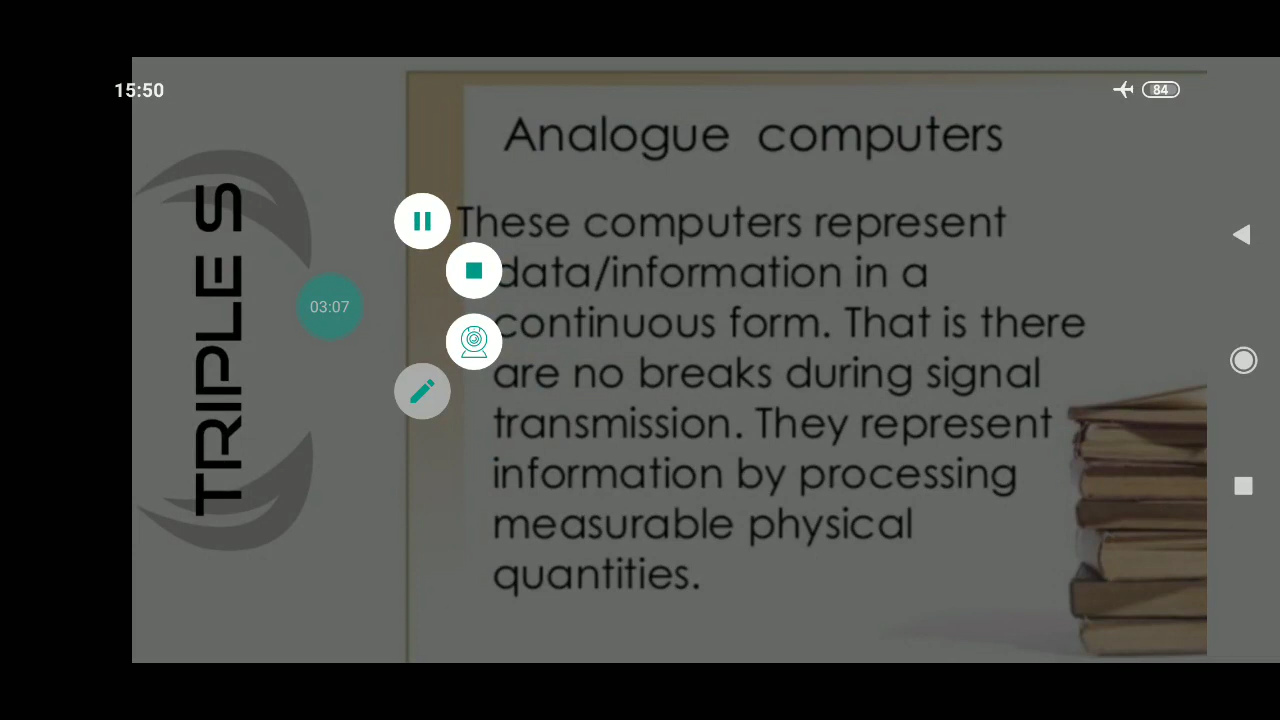 15:50
84
Analogue computers
TRIPLE S
03:07
These computers represent
data/information in a
continuous form. That is there
are no breaks during signal
transmission. They represent
information by processing
measurable physical
quantities.